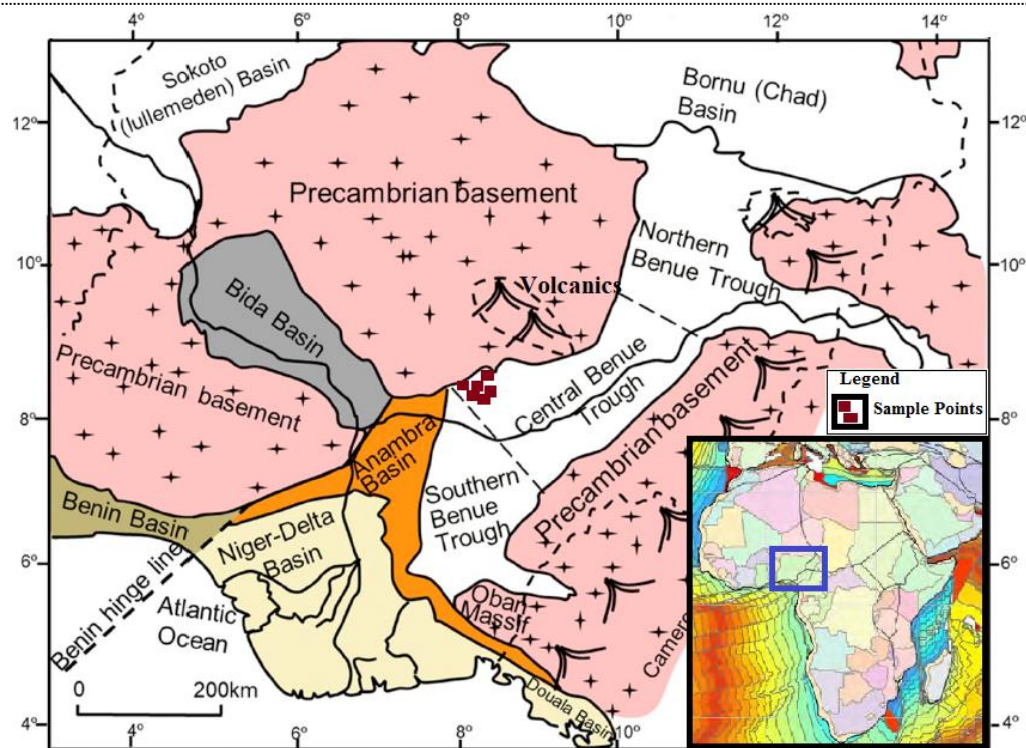 4° 6° 8° 10° 12° 14°
Sokoto
(Iullemeden) Basin
Bornu (Chad)
Basin
12° 12°
Precambrian basement
Northern
Benue Trough
10° 10°
Volcanics
Bida Basin
Precambrian basement
Central Benue
Trough
Precambrian basement
Legend
Sample Points
8° 8°
Anambra
Basin
Southern
Benue
Trough
Benin Basin
Niger-Delta
Basin
6° 6°
Benin hinge line
Atlantic
Ocean
Oban
Massif
Camero
Douala Basin
0 200km
4° 6° 8° 10° 4°